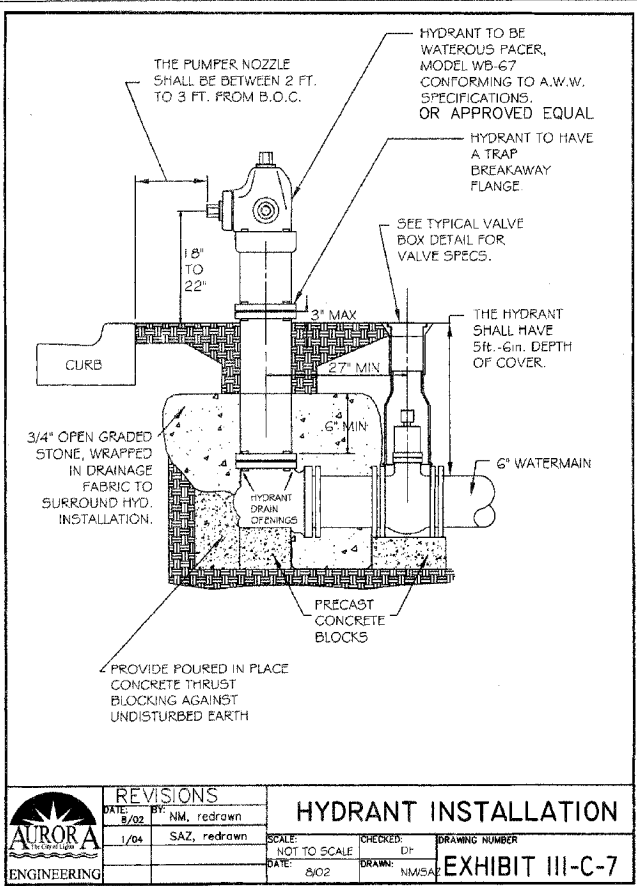 HYDRANT TO BE
WATEROUS PACER,
MODEL WB-67
CONFORMING TO A.W.W.
SPECIFICATIONS.
OR APPROVED EQUAL
THE PUMPER NOZZLE
SHALL BE BETWEEN 2 FT.
TO 3 FT. FROM B.O.C.
HYDRANT TO HAVE
A TRAP
BREAKAWAY
FLANGE.
SEE TYPICAL VALVE
BOX DETAIL FOR
VALVE SPECS.
18"
TO
22"
3" MAX
THE HYDRANT
SHALL HAVE
5ft.-6in. DEPTH
OF COVER.
CURB
27" MIN
6" MIN
3/4" OPEN GRADED
STONE, WRAPPED
IN DRAINAGE
FABRIC TO
SURROUND HYD.
INSTALLATION.
6" WATERMAIN
HYDRANT
DRAIN
OPENINGS
PRECAST
CONCRETE
BLOCKS
PROVIDE POURED IN PLACE
CONCRETE THRUST
BLOCKING AGAINST
UNDISTURBED EARTH
AURORA
The City of Lights
ENGINEERING
REVISIONS
DATE: 8/02 BY: NM, redrawn
1/04 SAZ, redrawn
HYDRANT INSTALLATION
SCALE: NOT TO SCALE
CHECKED:
DRAWING NUMBER
DATE: 8/02
DRAWN: NM/SAZ
EXHIBIT III-C-7